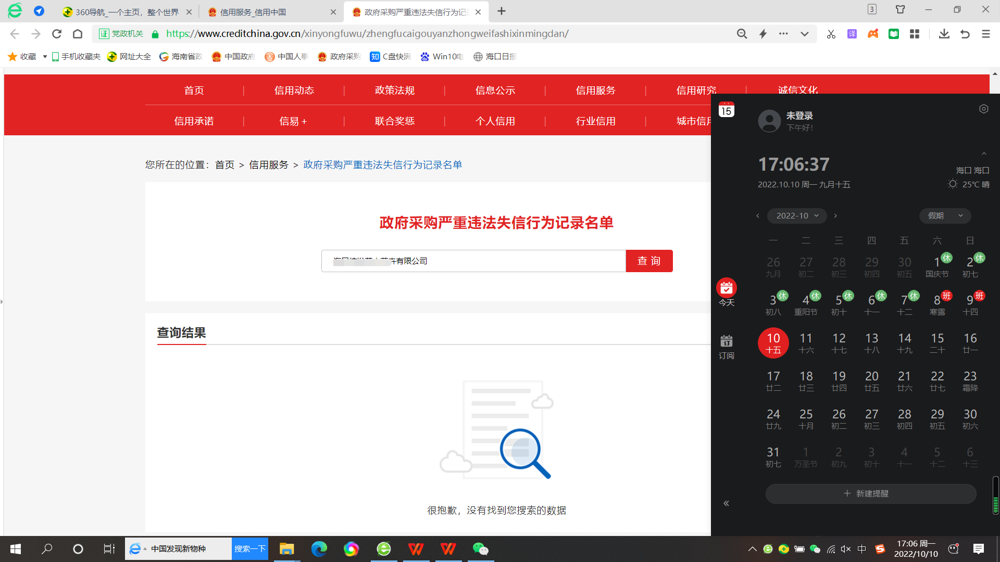 360导航_一个主页，整个世界
信用服务_信用中国
政府采购严重违法失信行为记
3
证 党政机关
https://www.creditchina.gov.cn/xinyongfuwu/zhengfucaigouyanzhongweifashixinmingdan/
译
收藏
手机收藏夹
网址大全
海南省政
中国政府
中国人事
政府采购
知 C盘快满
Win10电
海口日报
首页
信用动态
政策法规
信息公示
信用服务
信用研究
诚信文化
信用承诺
信易+
联合奖惩
个人信用
行业信用
城市信用
您所在的位置：首页 > 信用服务 > 政府采购严重违法失信行为记录名单
政府采购严重违法失信行为记录名单
有限公司
查 询
查询结果
很抱歉，没有找到您搜索的数据
15
未登录
下午好！
17:06:37
海口 海口
2022.10.10 周一 九月十五
25℃ 晴
2022-10
假期
一 二 三 四 五 六 日
26 27 28 29 30 1 休 2 休
九月 初二 初三 初四 初五 国庆节 初七
3 休 4 休 5 休 6 休 7 休 8 班 9 班
初八 重阳节 初十 十一 十二 寒露 十四
10 11 12 13 14 15 16
十五 十六 十七 十八 十九 二十 廿一
17 18 19 20 21 22 23
廿二 廿三 廿四 廿五 廿六 廿七 霜降
24 25 26 27 28 29 30
廿九 十月 初二 初三 初四 初五 初六
31 1 2 3 4 5 6
初七 万圣节 初九 初十 十一 十二 十三
今天
订阅
+ 新建提醒
中国发现新物种
搜索一下
中
17:06 周一
2022/10/10